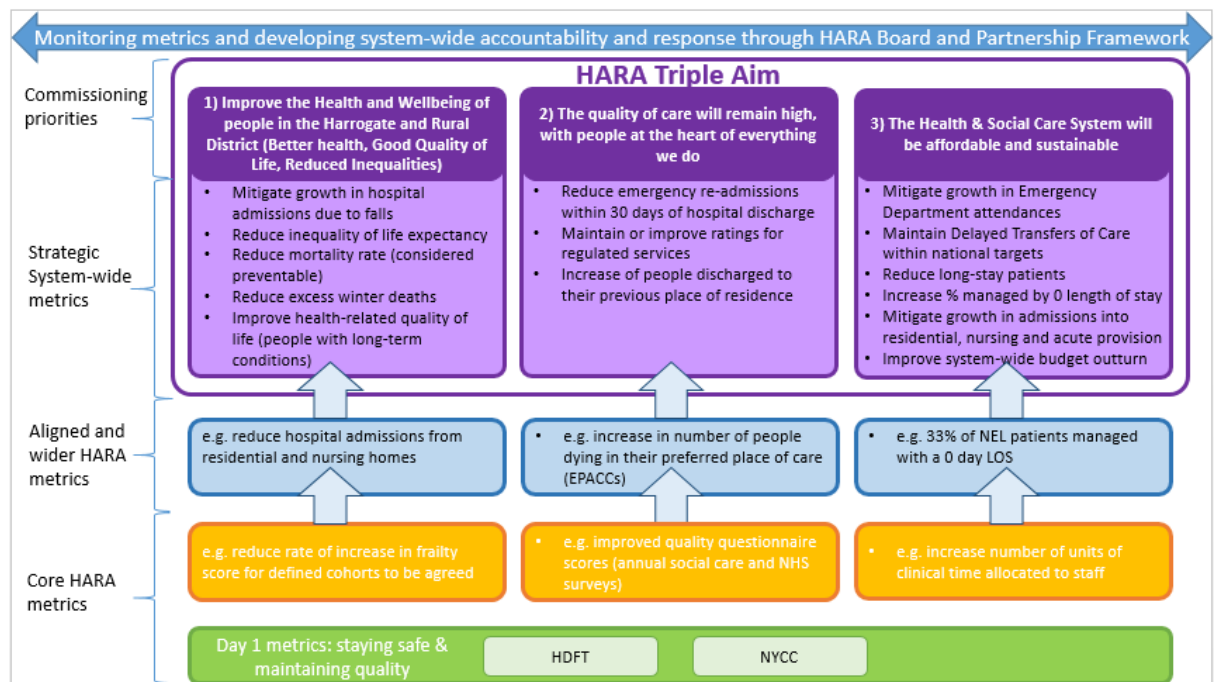 Monitoring metrics and developing system-wide accountability and response through HARA Board and Partnership Framework
HARA Triple Aim
Commissioning
priorities
1) Improve the Health and Wellbeing of
people in the Harrogate and Rural
District (Better health, Good Quality of
Life, Reduced Inequalities)
2) The quality of care will remain high,
with people at the heart of everything
we do
3) The Health & Social Care System will
be affordable and sustainable
Strategic
System-wide
metrics
• Mitigate growth in hospital
admissions due to falls
• Reduce inequality of life expectancy
• Reduce mortality rate (considered
preventable)
• Reduce excess winter deaths
• Improve health-related quality of
life (people with long-term
conditions)
• Reduce emergency re-admissions
within 30 days of hospital discharge
• Maintain or improve ratings for
regulated services
• Increase of people discharged to
their previous place of residence
• Mitigate growth in Emergency
Department attendances
• Maintain Delayed Transfers of Care
within national targets
• Reduce long-stay patients
• Increase % managed by 0 length of stay
• Mitigate growth in admissions into
residential, nursing and acute provision
• Improve system-wide budget outturn
Aligned and
wider HARA
metrics
e.g. reduce hospital admissions from
residential and nursing homes
• e.g. increase in number of people
dying in their preferred place of care
(EPACCs)
• e.g. 33% of NEL patients managed
with a 0 day LOS
Core HARA
metrics
e.g. reduce rate of increase in frailty
score for defined cohorts to be agreed
• e.g. improved quality questionnaire
scores (annual social care and NHS
surveys)
• e.g. increase number of units of
clinical time allocated to staff
Day 1 metrics: staying safe &
maintaining quality
HDFT
NYCC